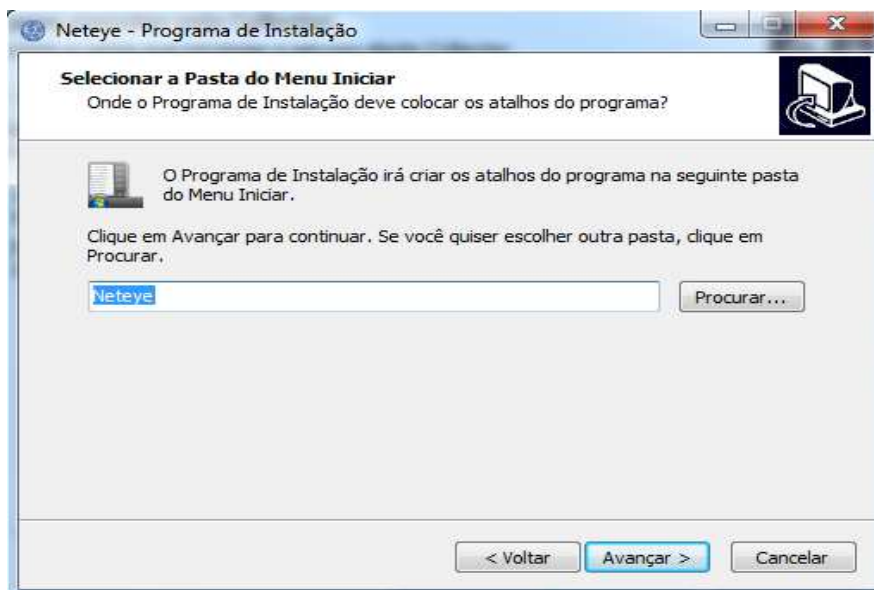 Neteye - Programa de Instalação
Selecionar a Pasta do Menu Iniciar
Onde o Programa de Instalação deve colocar os atalhos do programa?
O Programa de Instalação irá criar os atalhos do programa na seguinte pasta
do Menu Iniciar.
Clique em Avançar para continuar. Se você quiser escolher outra pasta, clique em
Procurar.
Neteye
Procurar...
< Voltar
Avançar >
Cancelar